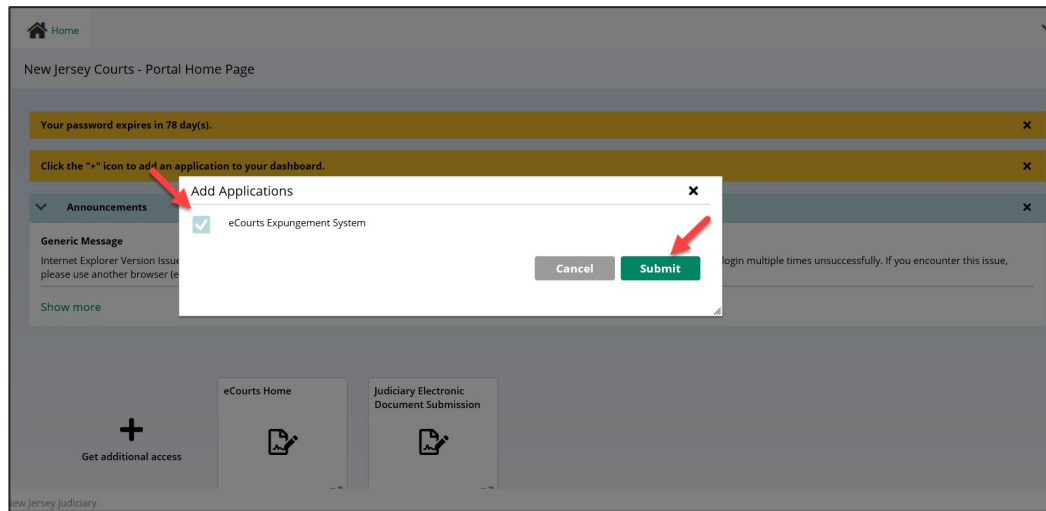 Home
New Jersey Courts - Portal Home Page
Your password expires in 78 day(s).
Click the "+" icon to add an application to your dashboard.
Add Applications
Announcements
eCourts Expungement System
Generic Message
Internet Explorer Version Issue
login multiple times unsuccessfully. If you encounter this issue,
please use another browser (e
Cancel
Submit
Show more
eCourts Home
Judiciary Electronic
Document Submission
Get additional access
New Jersey Judiciary